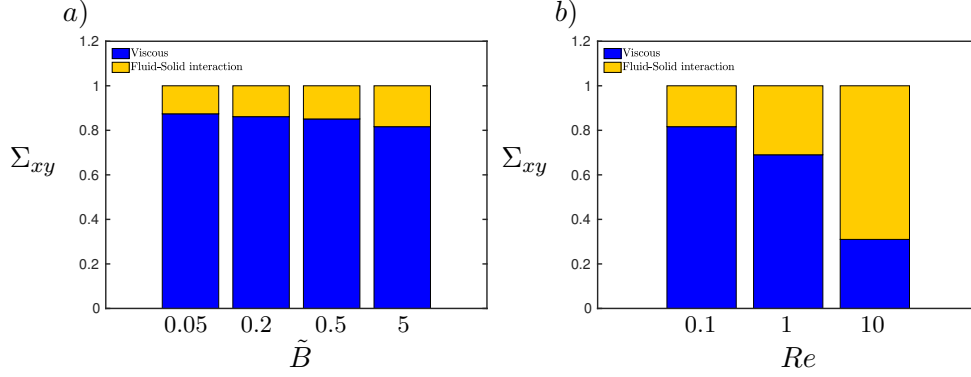 a)
1.2
Viscous
Fluid-Solid interaction
1
0.8
Σxy
0.6
0.4
0.2
0
0.05 0.2 0.5 5
B̃
b)
1.2
Viscous
Fluid-Solid interaction
1
0.8
Σxy
0.6
0.4
0.2
0
0.1 1 10
Re